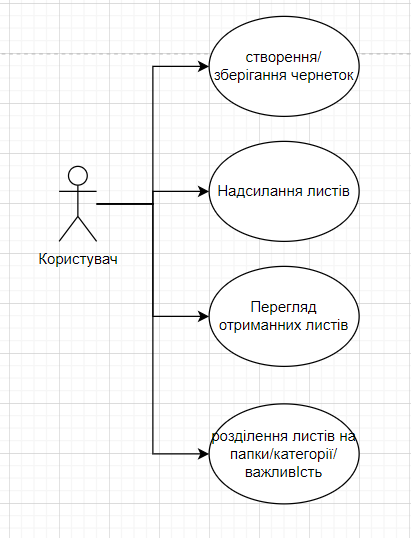 створення/
зберігання чернеток
Надсилання листів
Користувач
Перегляд
отриманних листів
розділення листів на
папки/категорії/
важливІсть